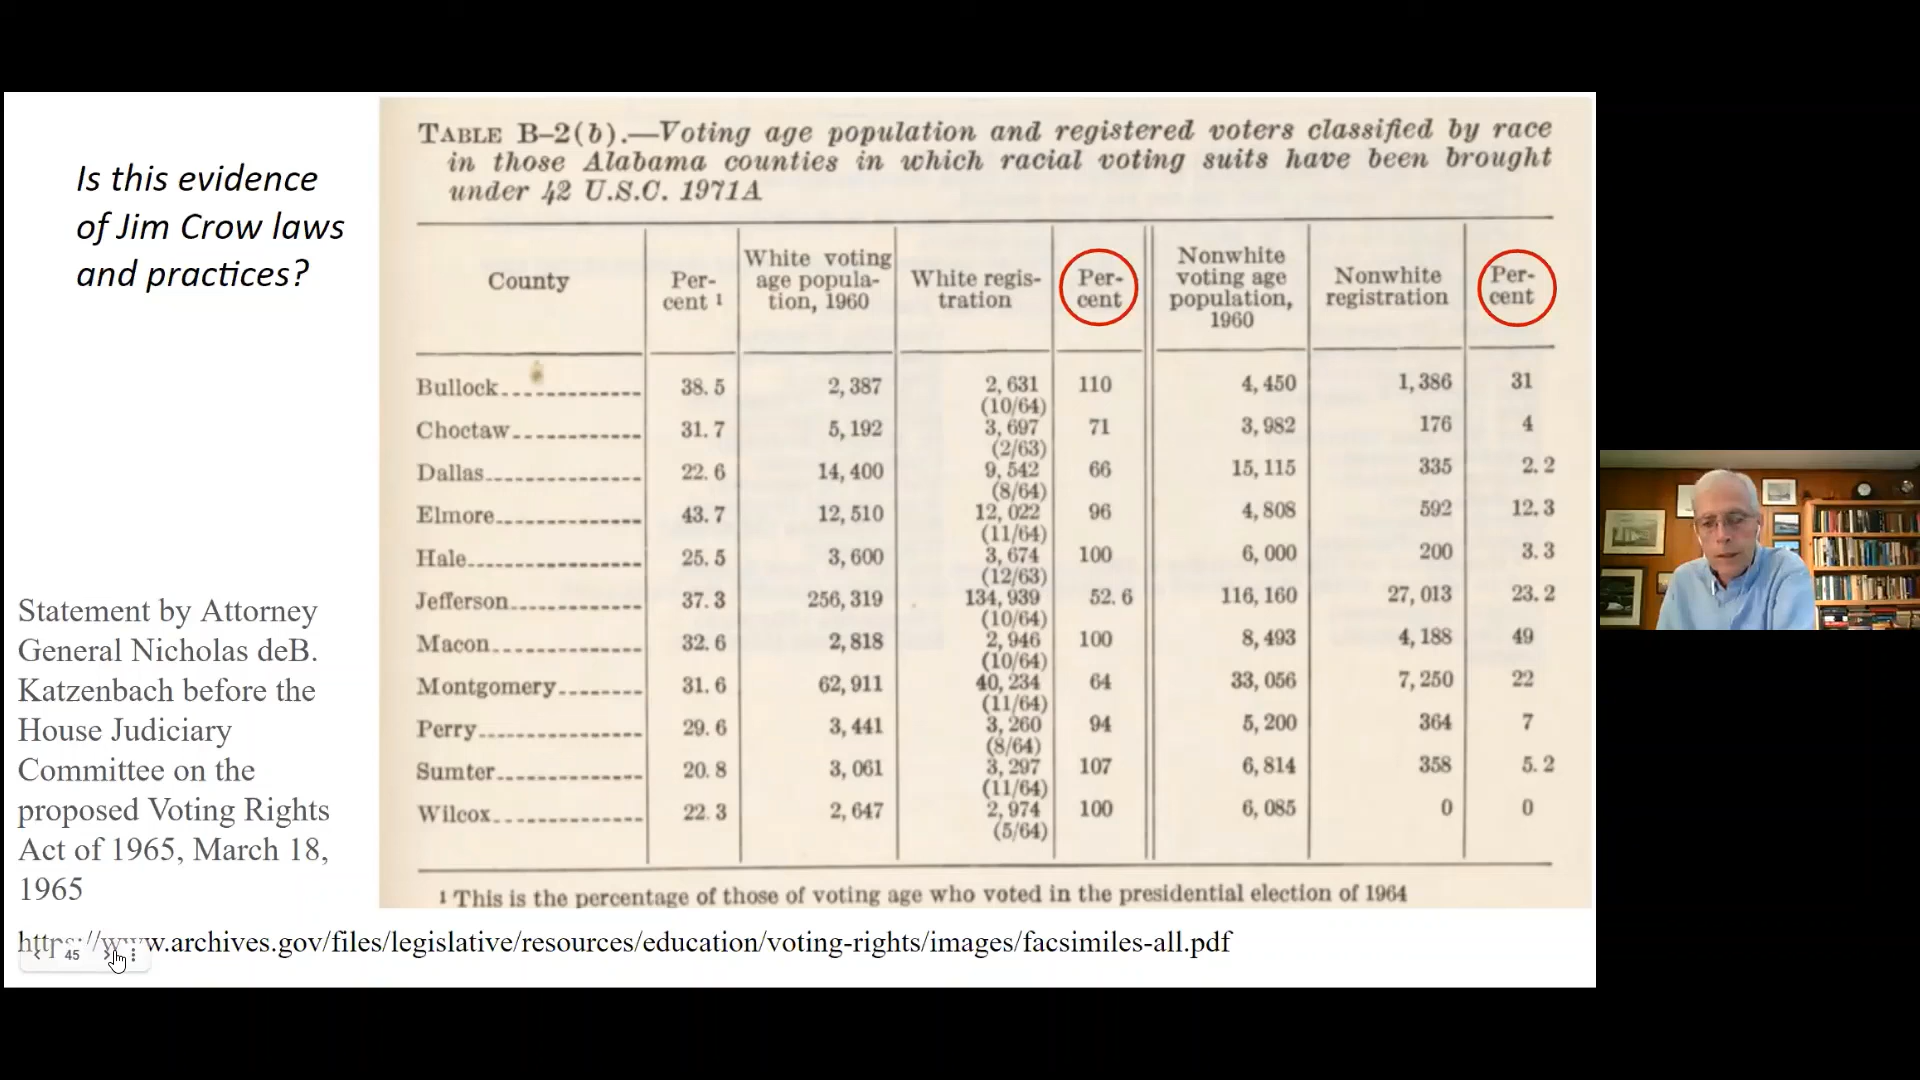 Is this evidence
of Jim Crow laws
and practices?
Statement by Attorney
General Nicholas deB.
Katzenbach before the
House Judiciary
Committee on the
proposed Voting Rights
Act of 1965, March 18,
1965
TABLE B–2(b).—Voting age population and registered voters classified by race
in those Alabama counties in which racial voting suits have been brought
under 42 U.S.C. 1971A
County
Per-
cent ¹
White voting
age popula-
tion, 1960
White regis-
tration
Per-
cent
Nonwhite
voting age
population,
1960
Nonwhite
registration
Per-
cent
Bullock 38.5 2,387 2,631 110 4,450 1,386 31
(10/64)
Choctaw 31.7 5,192 3,697 71 3,982 176 4
(2/63)
Dallas 22.6 14,400 9,542 66 15,115 335 2.2
(8/64)
Elmore 43.7 12,510 12,022 96 4,808 592 12.3
(11/64)
Hale 25.5 3,600 3,674 100 6,000 200 3.3
(12/63)
Jefferson 37.3 256,319 134,939 52.6 116,160 27,013 23.2
(10/64)
Macon 32.6 2,818 2,946 100 8,493 4,188 49
(10/64)
Montgomery 31.6 62,911 40,234 64 33,056 7,250 22
(11/64)
Perry 29.6 3,441 3,260 94 5,200 364 7
(8/64)
Sumter 20.8 3,061 3,297 107 6,814 358 5.2
(11/64)
Wilcox 22.3 2,647 2,974 100 6,085 0 0
(5/64)
¹ This is the percentage of those of voting age who voted in the presidential election of 1964
https://www.archives.gov/files/legislative/resources/education/voting-rights/images/facsimiles-all.pdf
45